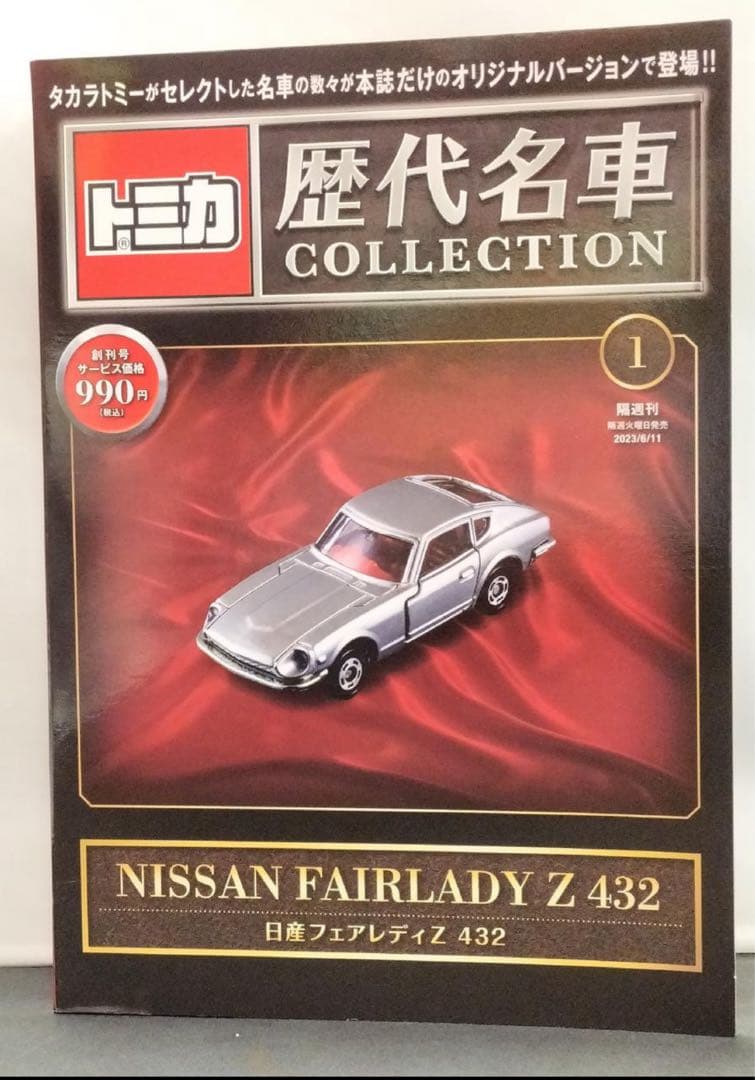 タカラトミーがセレクトした名車の数々が本誌だけのオリジナルバージョンで登場!!
トミカ®
歴代名車
COLLECTION
創刊号
サービス価格
990円
(税込)
1
隔週刊
隔週火曜日発売
2023/6/11
NISSAN FAIRLADY Z 432
日産フェアレディZ 432